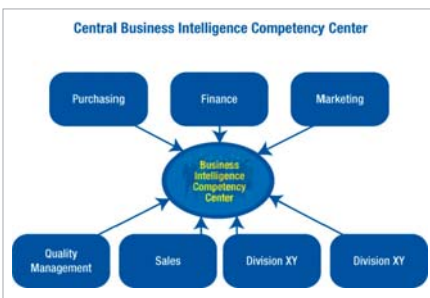 Central Business Intelligence Competency Center
Purchasing
Finance
Marketing
Business
Intelligence
Competency
Center
Quality
Management
Sales
Division XY
Division XY